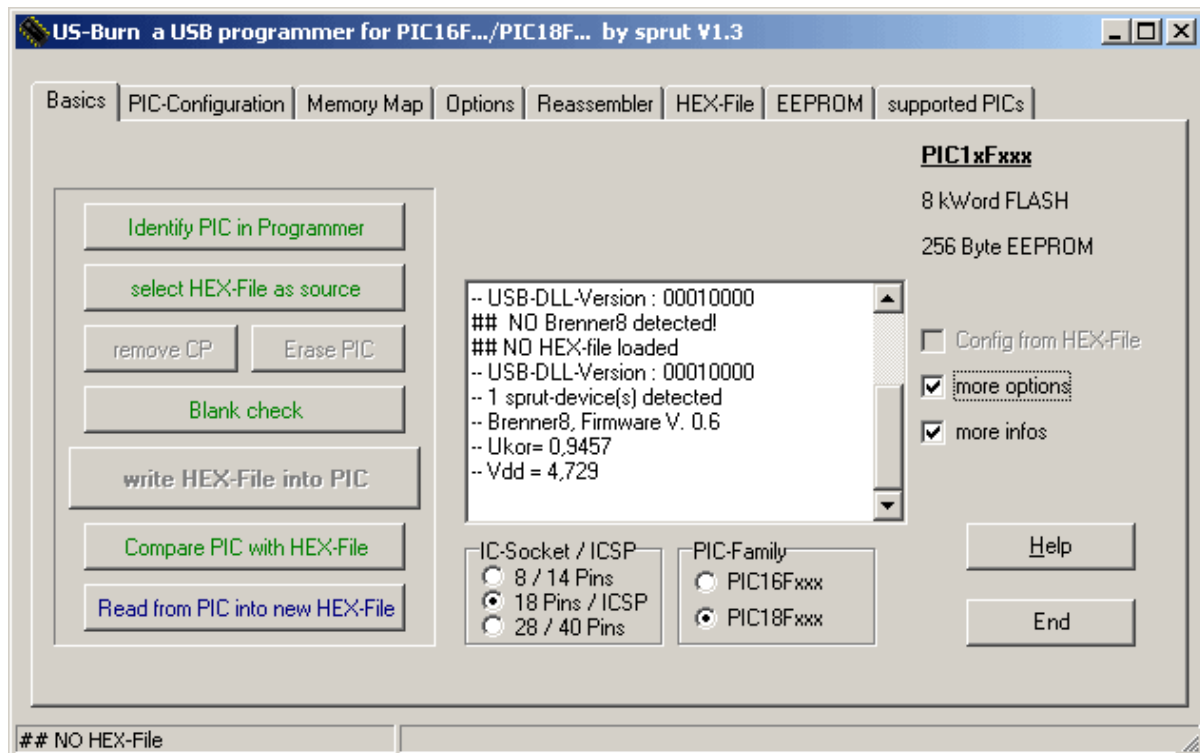 US-Burn a USB programmer for PIC16F.../PIC18F... by sprut V1.3
Basics PIC-Configuration Memory Map Options Reassembler HEX-File EEPROM supported PICs
Identify PIC in Programmer
select HEX-File as source
remove CP Erase PIC
Blank check
write HEX-File into PIC
Compare PIC with HEX-File
Read from PIC into new HEX-File
-- USB-DLL-Version : 00010000
## NO Brenner8 detected!
## NO HEX-file loaded
-- USB-DLL-Version : 00010000
-- 1 sprut-device(s) detected
-- Brenner8, Firmware V. 0.6
-- Ukor= 0,9457
-- Vdd = 4,729
IC-Socket / ICSP
8 / 14 Pins
18 Pins / ICSP
28 / 40 Pins
PIC-Family
PIC16Fxxx
PIC18Fxxx
PIC1xFxxx
8 kWord FLASH
256 Byte EEPROM
Config from HEX-File
more options
more infos
Help
End
## NO HEX-File